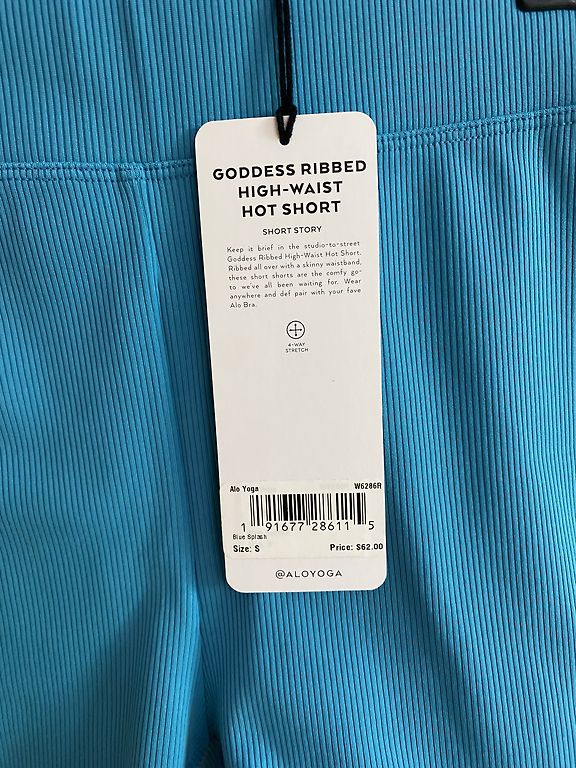 GODDESS RIBBED
HIGH-WAIST
HOT SHORT
SHORT STORY
Keep it brief in the studio-to-street
Goddess Ribbed High-Waist Hot Short.
Ribbed all over with a skinny waistband,
these short shorts are the comfy go-
to we've all been waiting for. Wear
anywhere and def pair with your fave
Alo Bra.
4-WAY
STRETCH
Alo Yoga W6286R
1 91677 28611 5
Blue Splash
Size: S Price: $62.00
@ALOYOGA